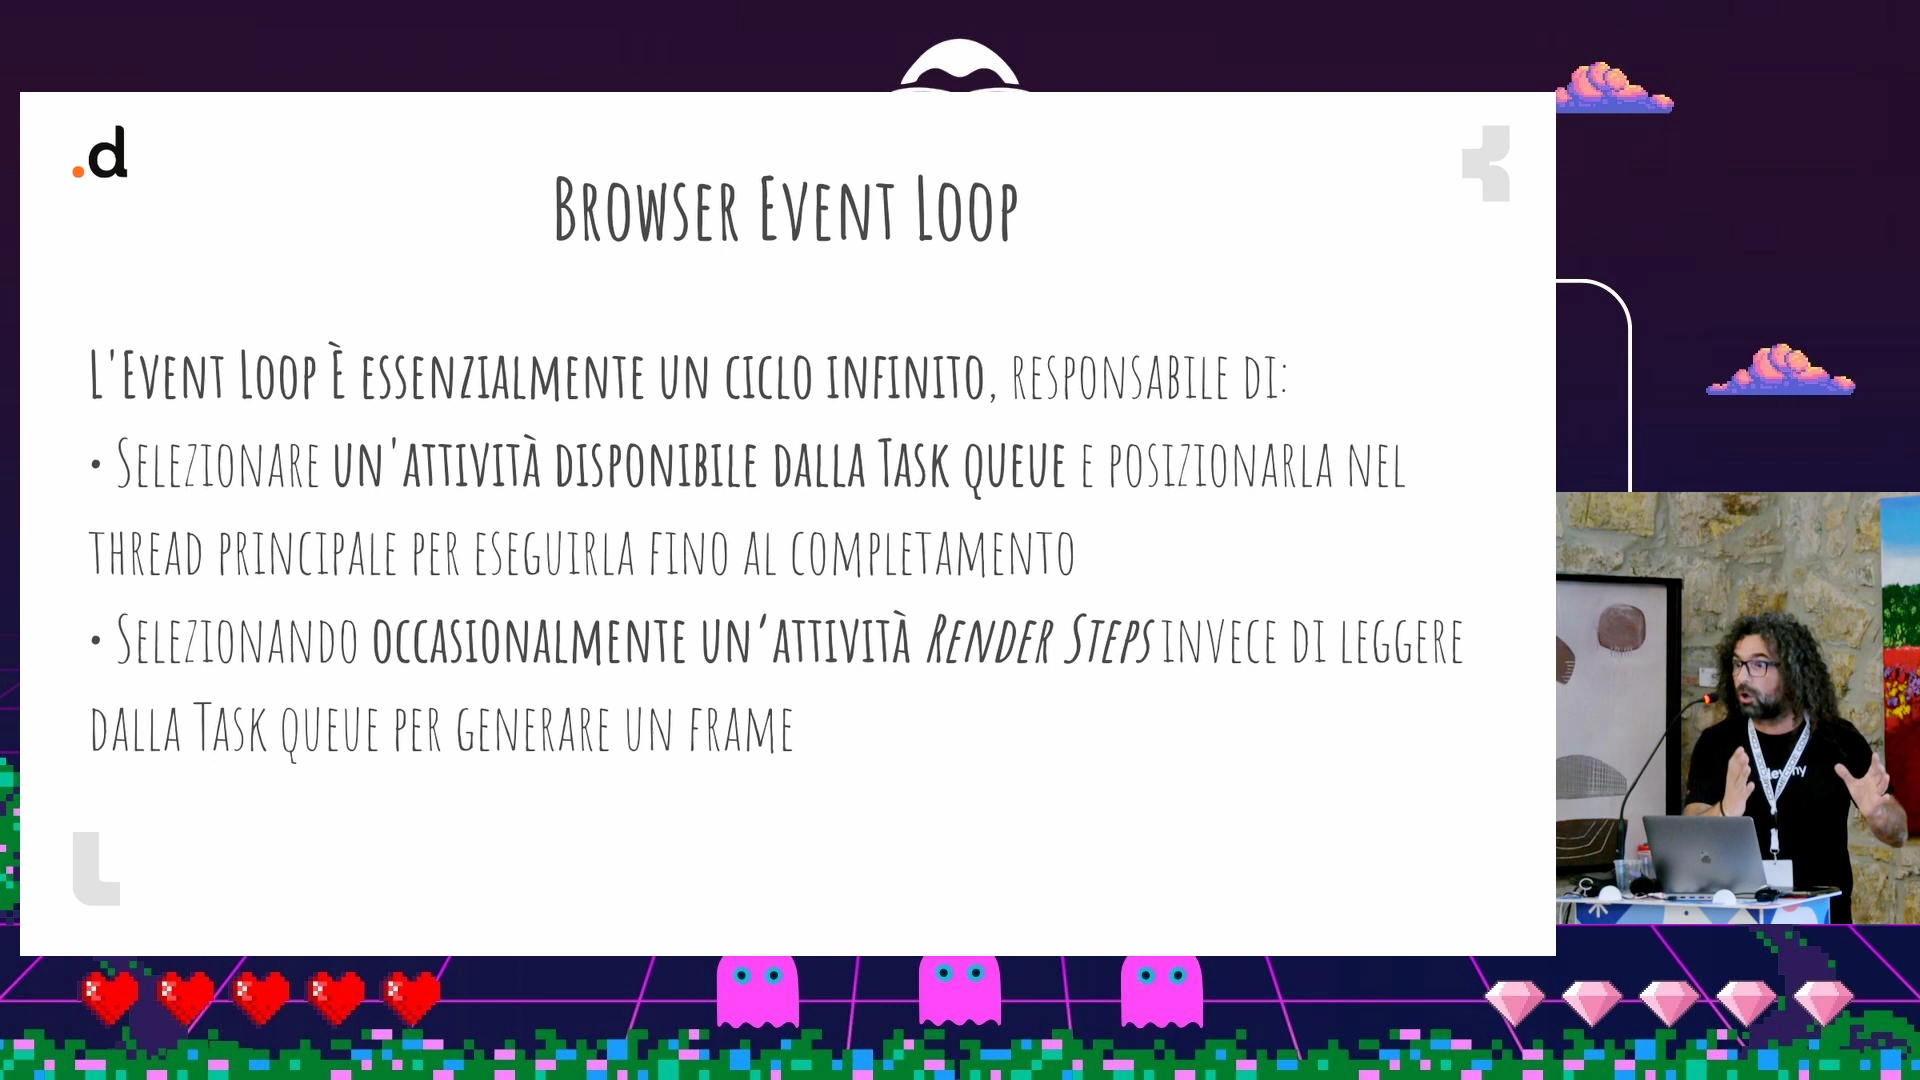 .d
Browser Event Loop
L'Event Loop È essenzialmente un ciclo infinito, responsabile di:
• Selezionare un'attività disponibile dalla Task queue e posizionarla nel
thread principale per eseguirla fino al completamento
• Selezionando occasionalmente un’attività Render Steps invece di leggere
dalla Task queue per generare un frame